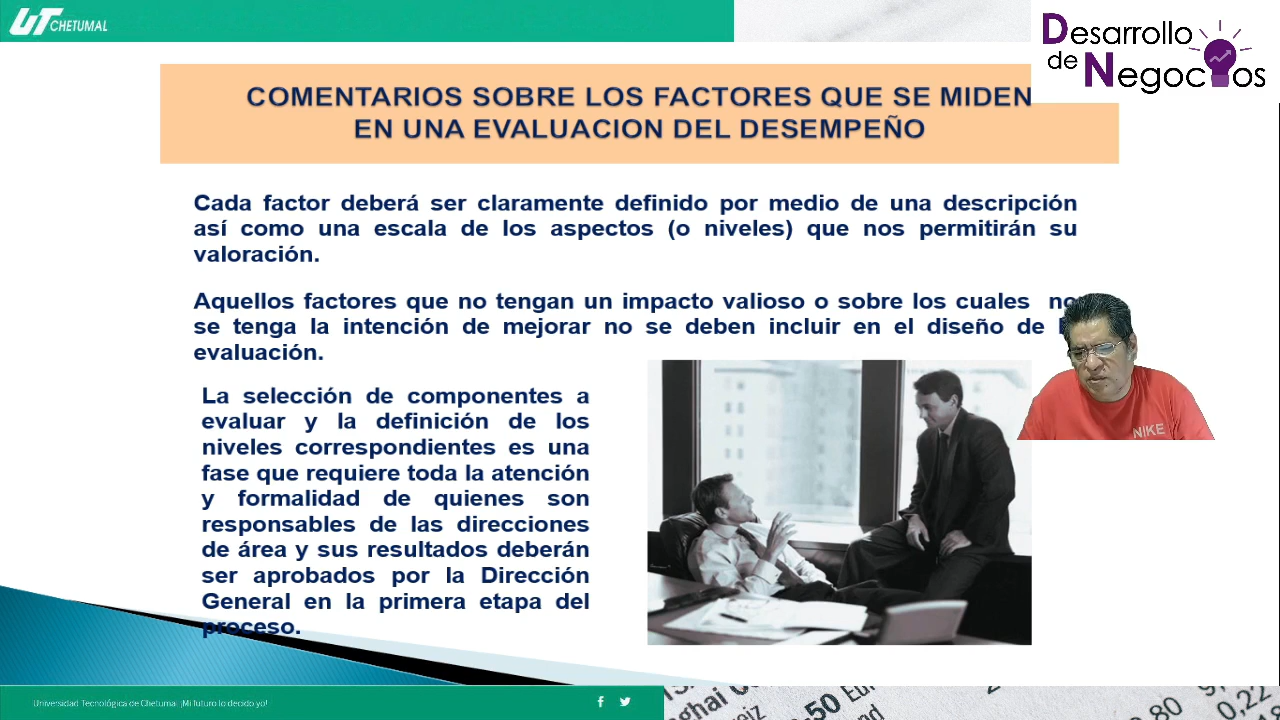 UT CHETUMAL
Desarrollo
de Negocios
COMENTARIOS SOBRE LOS FACTORES QUE SE MIDEN
EN UNA EVALUACION DEL DESEMPEÑO
Cada factor deberá ser claramente definido por medio de una descripción
así como una escala de los aspectos (o niveles) que nos permitirán su
valoración.
Aquellos factores que no tengan un impacto valioso o sobre los cuales no
se tenga la intención de mejorar no se deben incluir en el diseño de
evaluación.
La selección de componentes a
evaluar y la definición de los
niveles correspondientes es una
fase que requiere toda la atención
y formalidad de quienes son
responsables de las direcciones
de área y sus resultados deberán
ser aprobados por la Dirección
General en la primera etapa del
proceso.
NIKE
Universidad Tecnológica de Chetumal ¡Mi futuro lo decido yo!
50
0,80
0,22